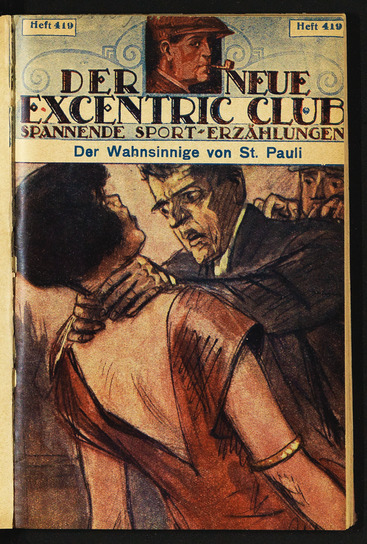 Heft 419
Heft 419
DER NEUE
EXCENTRIC CLUB
SPANNENDE SPORT-ERZÄHLUNGEN
Der Wahnsinnige von St. Pauli